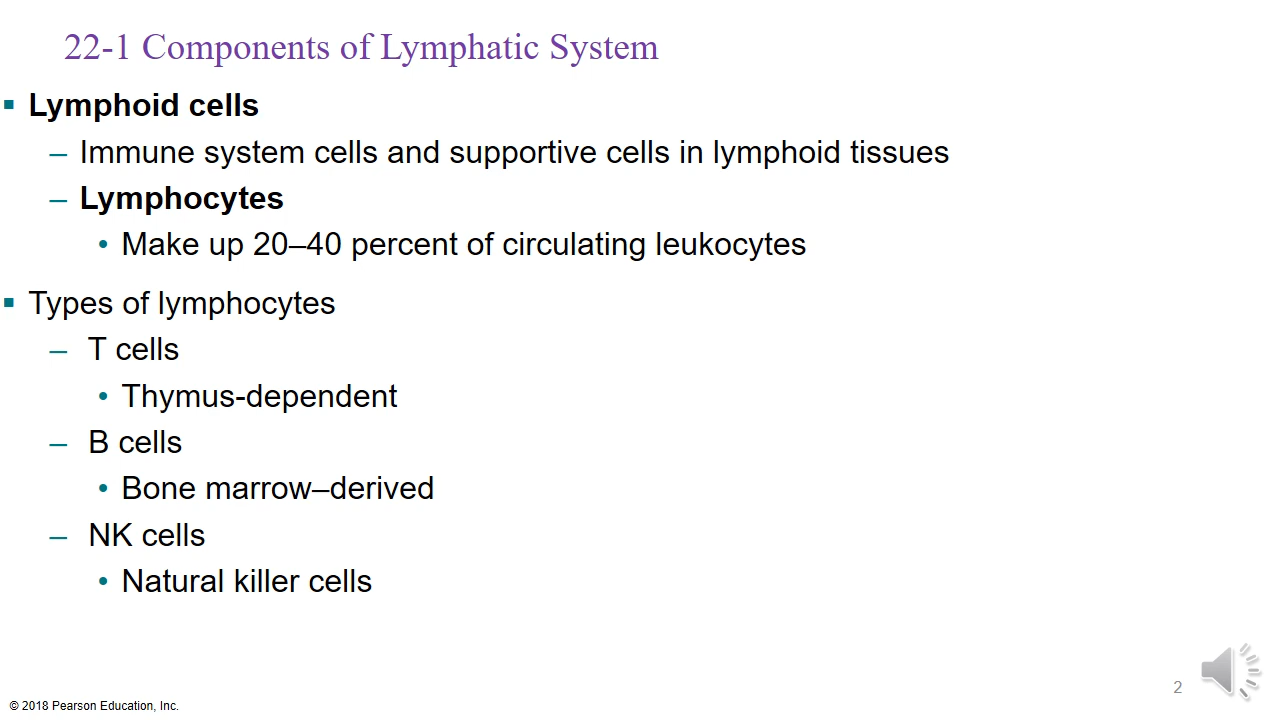 22-1 Components of Lymphatic System
▪ Lymphoid cells
– Immune system cells and supportive cells in lymphoid tissues
– Lymphocytes
• Make up 20–40 percent of circulating leukocytes
▪ Types of lymphocytes
– T cells
• Thymus-dependent
– B cells
• Bone marrow–derived
– NK cells
• Natural killer cells
2
© 2018 Pearson Education, Inc.